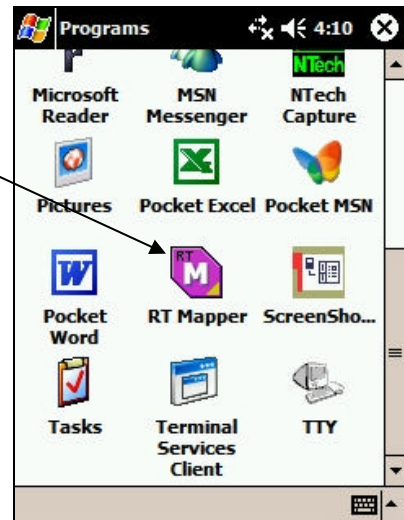 Programs 4:10
NTech
Microsoft Reader
MSN Messenger
NTech Capture
Pictures
Pocket Excel
Pocket MSN
W
RT
M
Pocket Word
RT Mapper
ScreenSho...
Tasks
Terminal Services Client
TTY